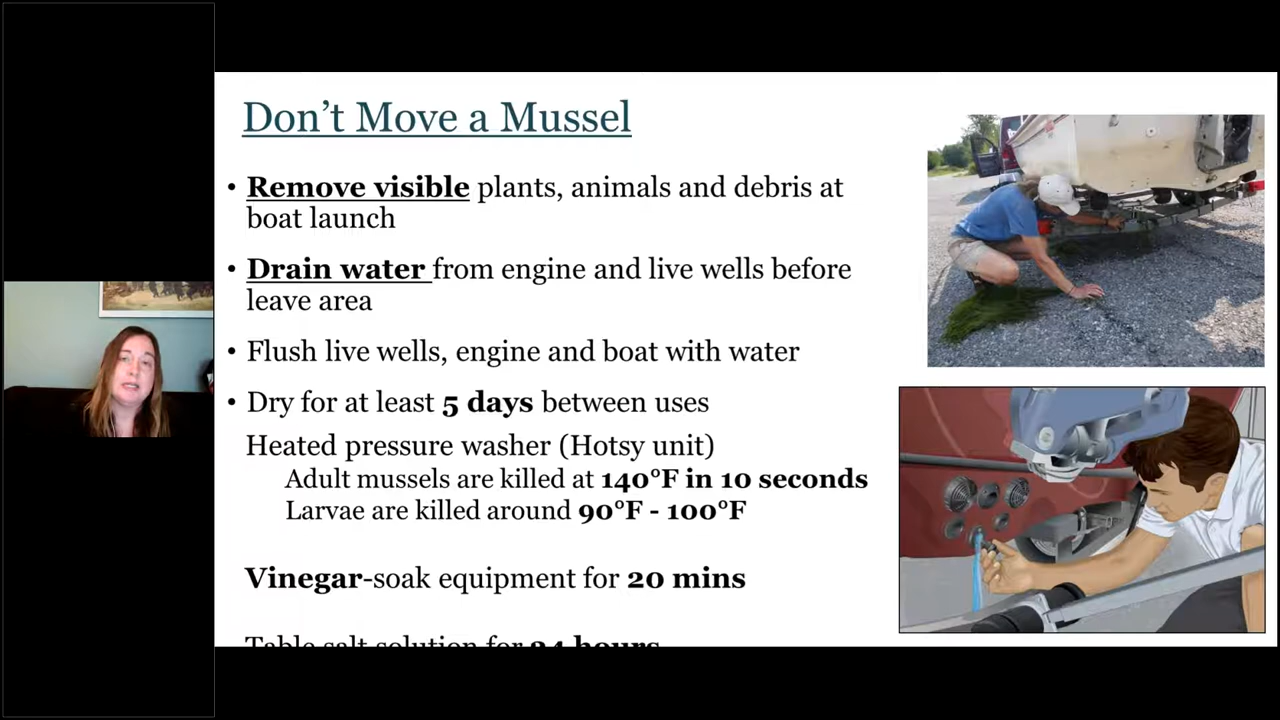 Don’t Move a Mussel
• Remove visible plants, animals and debris at
boat launch
• Drain water from engine and live wells before
leave area
• Flush live wells, engine and boat with water
• Dry for at least 5 days between uses
Heated pressure washer (Hotsy unit)
Adult mussels are killed at 140°F in 10 seconds
Larvae are killed around 90°F - 100°F
Vinegar-soak equipment for 20 mins
Table salt solution for 24 hours